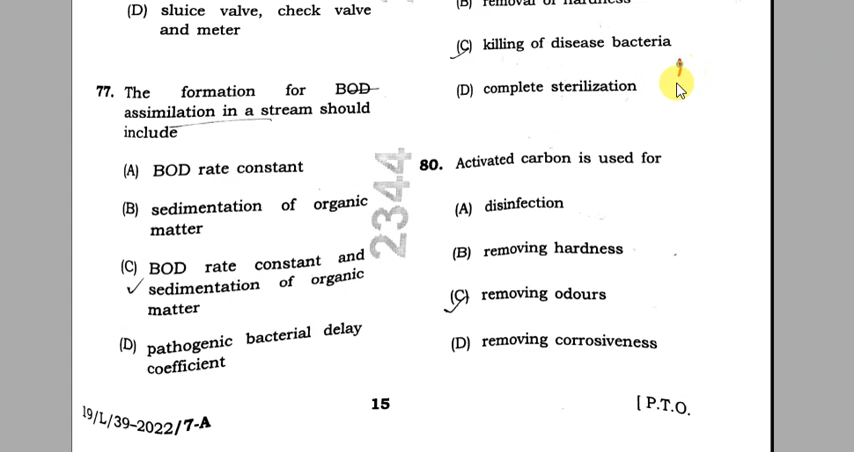 (D) sluice valve, check valve
and meter
77. The formation for BOD
assimilation in a stream should
include
(A) BOD rate constant
(B) sedimentation of organic
matter
(C) BOD rate constant and
sedimentation of organic
matter
(D) pathogenic bacterial delay
coefficient
19/L/39-2022/7-A
2344
(B) removal of hardness
(C) killing of disease bacteria
(D) complete sterilization
80. Activated carbon is used for
(A) disinfection
(B) removing hardness
(C) removing odours
(D) removing corrosiveness
15
[ P.T.O.